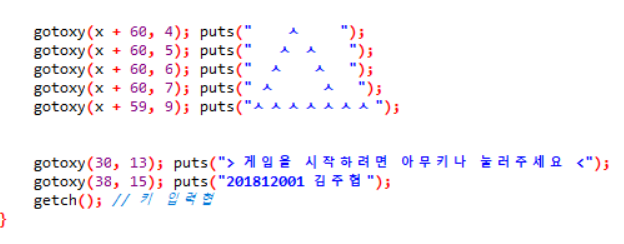 gotoxy(x + 60, 4); puts("     ㅅ     ");
gotoxy(x + 60, 5); puts("    ㅅ ㅅ    ");
gotoxy(x + 60, 6); puts("   ㅅ    ㅅ   ");
gotoxy(x + 60, 7); puts("  ㅅ      ㅅ  ");
gotoxy(x + 59, 9); puts("ㅅㅅㅅㅅㅅㅅㅅ");
gotoxy(30, 13); puts("> 게임을 시작하려면 아무키나 눌러주세요 <");
gotoxy(38, 15); puts("201812001 김주협");
getch(); // 키 입력협
}